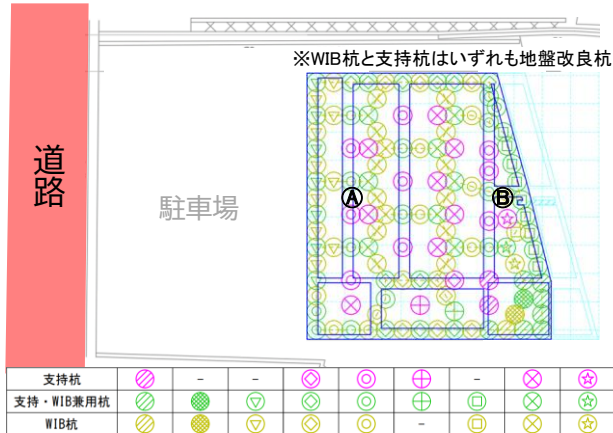 ※WIB杭と支持杭はいずれも地盤改良杭
道路
駐車場
A
B
支持杭 - - -
支持・WIB兼用杭
WIB杭 -